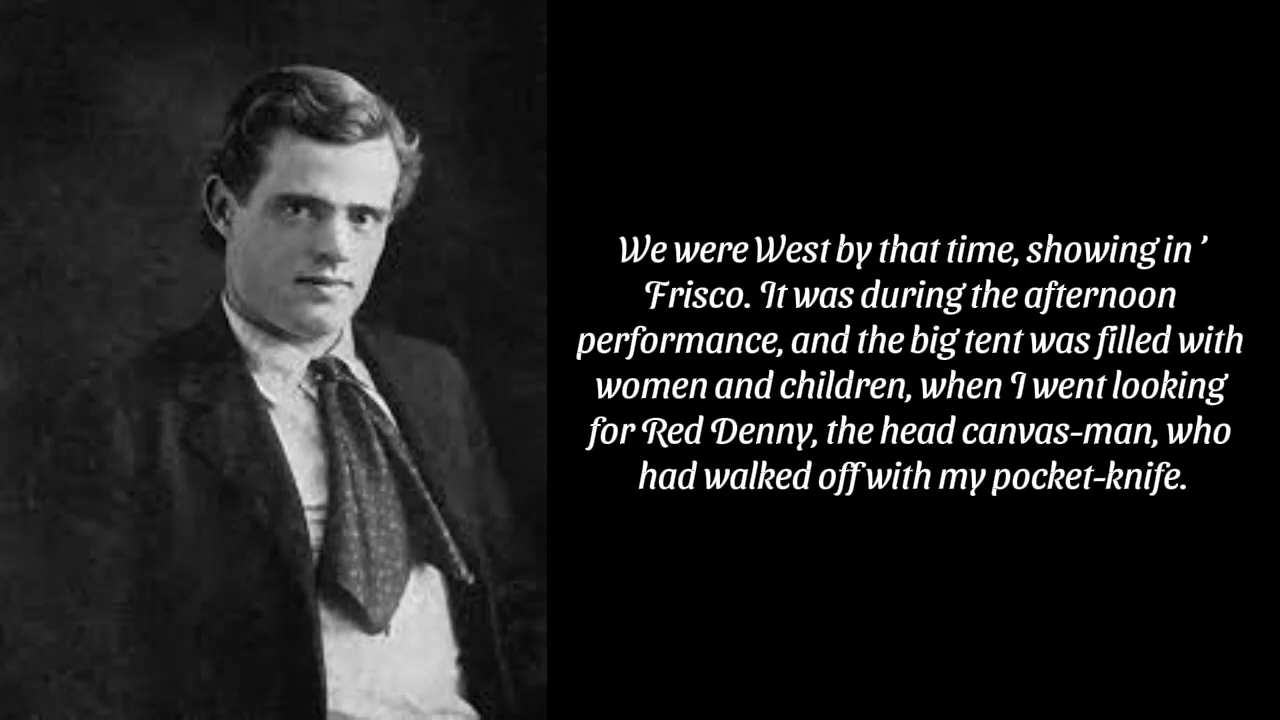 We were West by that time, showing in ’
Frisco. It was during the afternoon
performance, and the big tent was filled with
women and children, when I went looking
for Red Denny, the head canvas-man, who
had walked off with my pocket-knife.